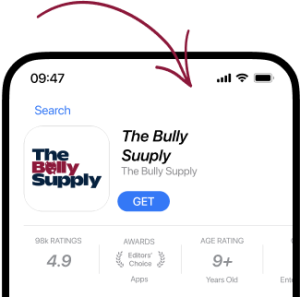 09:47
Search
The
Bully
Supply
The Bully
Suuply
The Bully Supply
GET
98k RATINGS
4.9
AWARDS
Editors'
Choice
Apps
AGE RATING
9+
Years Old